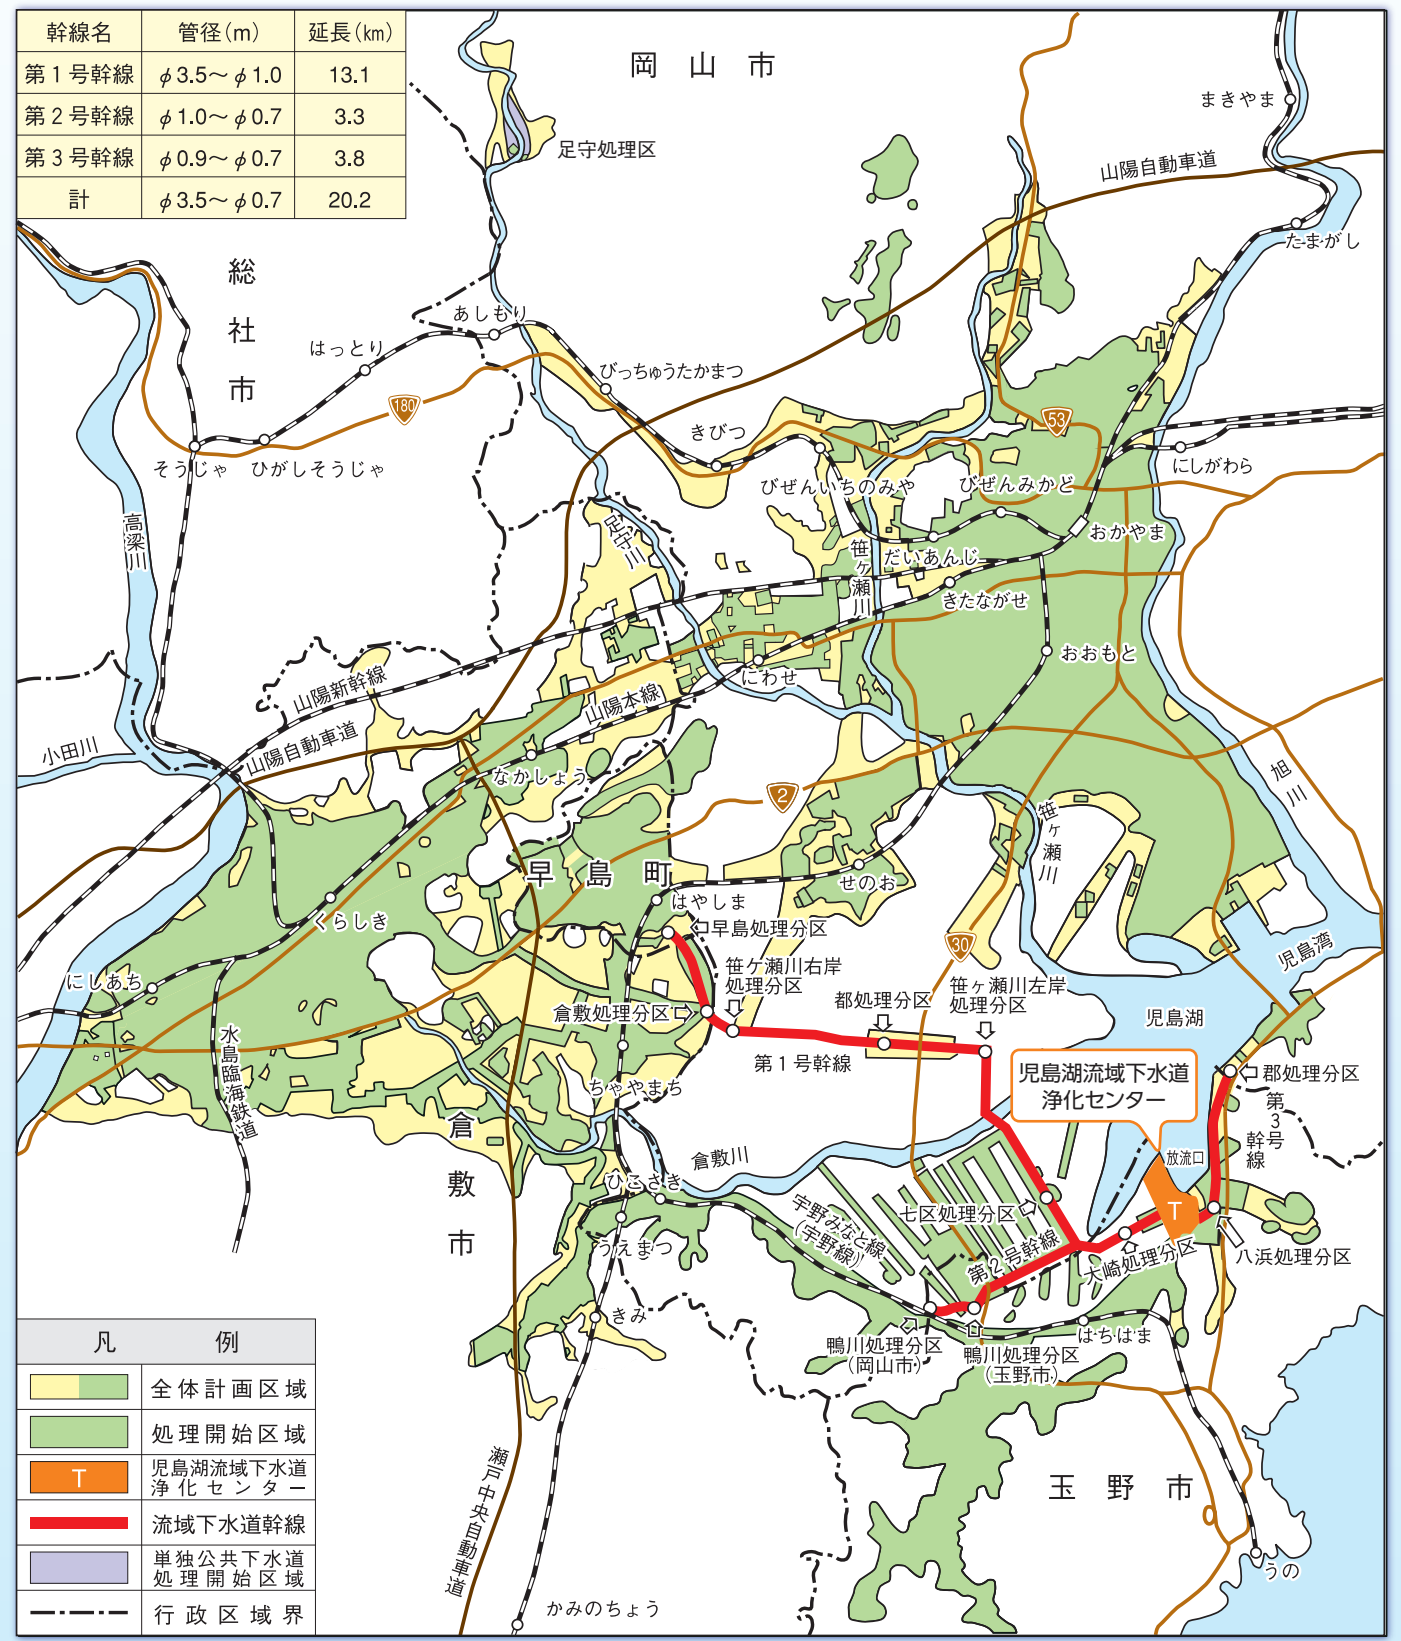 幹線名 管径(m) 延長(km)
第1号幹線 φ3.5～φ1.0 13.1
第2号幹線 φ1.0～φ0.7 3.3
第3号幹線 φ0.9～φ0.7 3.8
計 φ3.5～φ0.7 20.2
岡山市
まきやま
足守処理区
山陽自動車道
たまがし
総社市
あしもり
はっとり
びっちゅうたかまつ
180
53
きびつ
そうじゃ
ひがしそうじゃ
びぜんいちのみや
びぜんみかど
にしがわら
高梁川
足守川
笹ヶ瀬川
だいあんじ
おかやま
きたながせ
おおもと
にわせ
山陽新幹線
山陽本線
山陽自動車道
小田川
なかしょう
2
旭川
笹ヶ瀬川
早島町
せのお
はやしま
くらしき
早島処理分区
30
児島湾
にしあち
笹ケ瀬川右岸
処理分区
都処理分区
笹ヶ瀬川左岸
処理分区
倉敷処理分区
児島湖
水島臨海鉄道
第1号幹線
児島湖流域下水道
浄化センター
郡処理分区
ちゃやまち
第3号幹線
倉敷市
倉敷川
放流口
ひこさき
宇野みなと線
(宇野線)
七区処理分区
T
うえまつ
第2号幹線
大崎処理分区
八浜処理分区
きみ
はちはま
鴨川処理分区
(岡山市)
鴨川処理分区
(玉野市)
凡例
全体計画区域
処理開始区域
T
児島湖流域下水道
浄化センター
流域下水道幹線
単独公共下水道
処理開始区域
行政区域界
瀬戸中央自動車道
玉野市
うの
かみのちょう